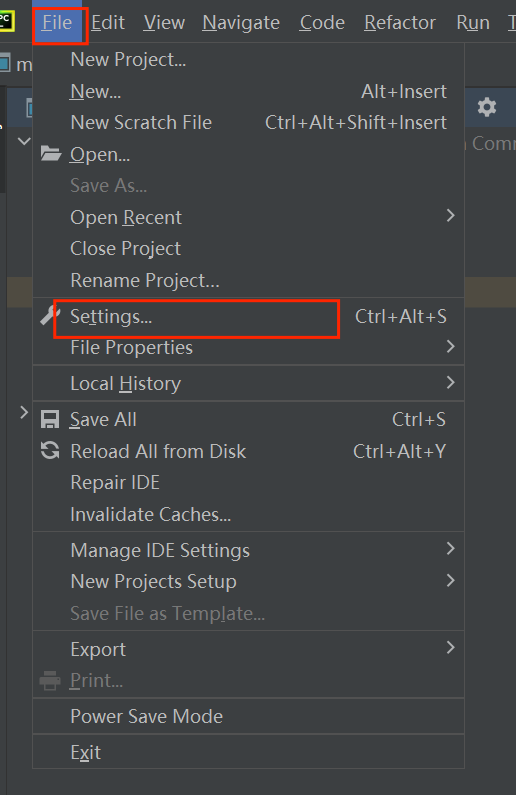 PC File Edit View Navigate Code Refactor Run T
m
New Project...
New... Alt+Insert
New Scratch File Ctrl+Alt+Shift+Insert
Comm
Open...
Save As...
Open Recent
Close Project
Rename Project...
Settings... Ctrl+Alt+S
File Properties
Local History
Save All Ctrl+S
Reload All from Disk Ctrl+Alt+Y
Repair IDE
Invalidate Caches...
Manage IDE Settings
New Projects Setup
Save File as Template...
Export
Print...
Power Save Mode
Exit